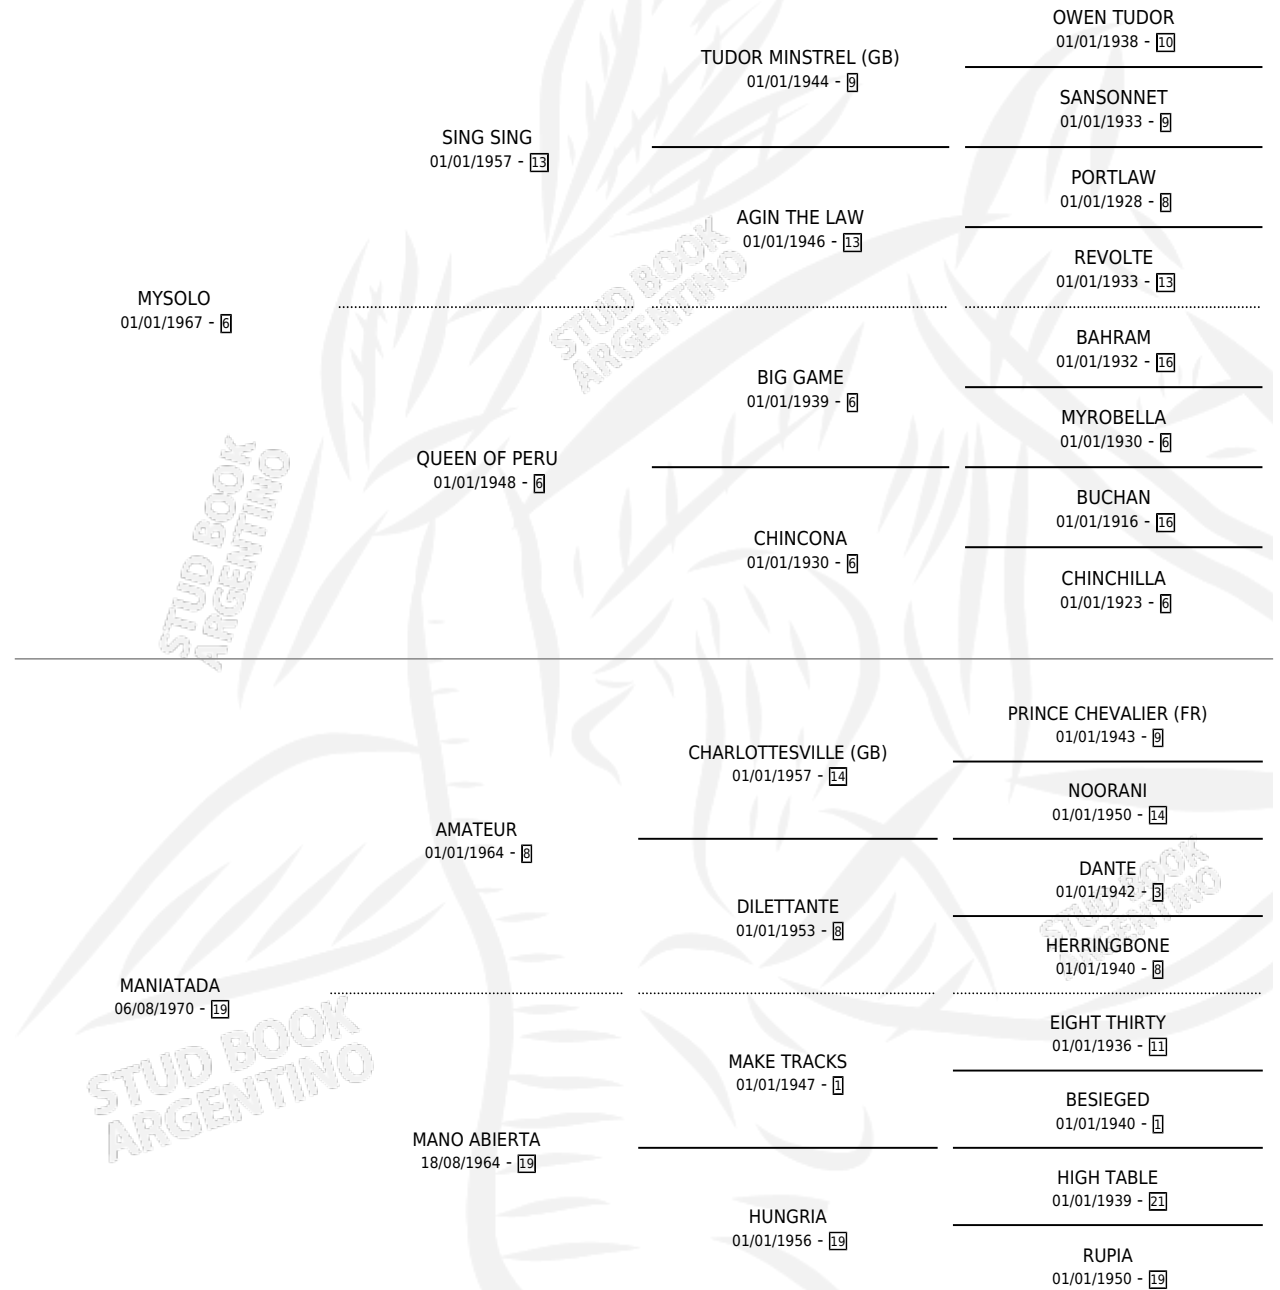 OWEN TUDOR
01/01/1938 - 10
TUDOR MINSTREL (GB)
01/01/1944 - 9
SANSONNET
01/01/1933 - 9
SING SING
01/01/1957 - 13
PORTLAW
01/01/1928 - 8
AGIN THE LAW
01/01/1946 - 13
REVOLTE
01/01/1933 - 13
MYSOLO
01/01/1967 - 6
STUD BOOK
ARGENTINO
BAHRAM
01/01/1932 - 16
BIG GAME
01/01/1939 - 6
MYROBELLA
01/01/1930 - 6
QUEEN OF PERU
01/01/1948 - 6
BUCHAN
01/01/1916 - 16
CHINCONA
01/01/1930 - 6
CHINCHILLA
01/01/1923 - 6
STUD BOOK
ARGENTINO
PRINCE CHEVALIER (FR)
01/01/1943 - 9
CHARLOTTESVILLE (GB)
01/01/1957 - 14
NOORANI
01/01/1950 - 14
AMATEUR
01/01/1964 - 8
DANTE
01/01/1942 - 3
DILETTANTE
01/01/1953 - 8
STUD BOOK
ARGENTINO
HERRINGBONE
01/01/1940 - 8
MANIATADA
06/08/1970 - 19
EIGHT THIRTY
01/01/1936 - 11
MAKE TRACKS
01/01/1947 - 1
STUD BOOK
ARGENTINO
BESIEGED
01/01/1940 - 1
MANO ABIERTA
18/08/1964 - 19
HIGH TABLE
01/01/1939 - 21
HUNGRIA
01/01/1956 - 19
RUPIA
01/01/1950 - 19